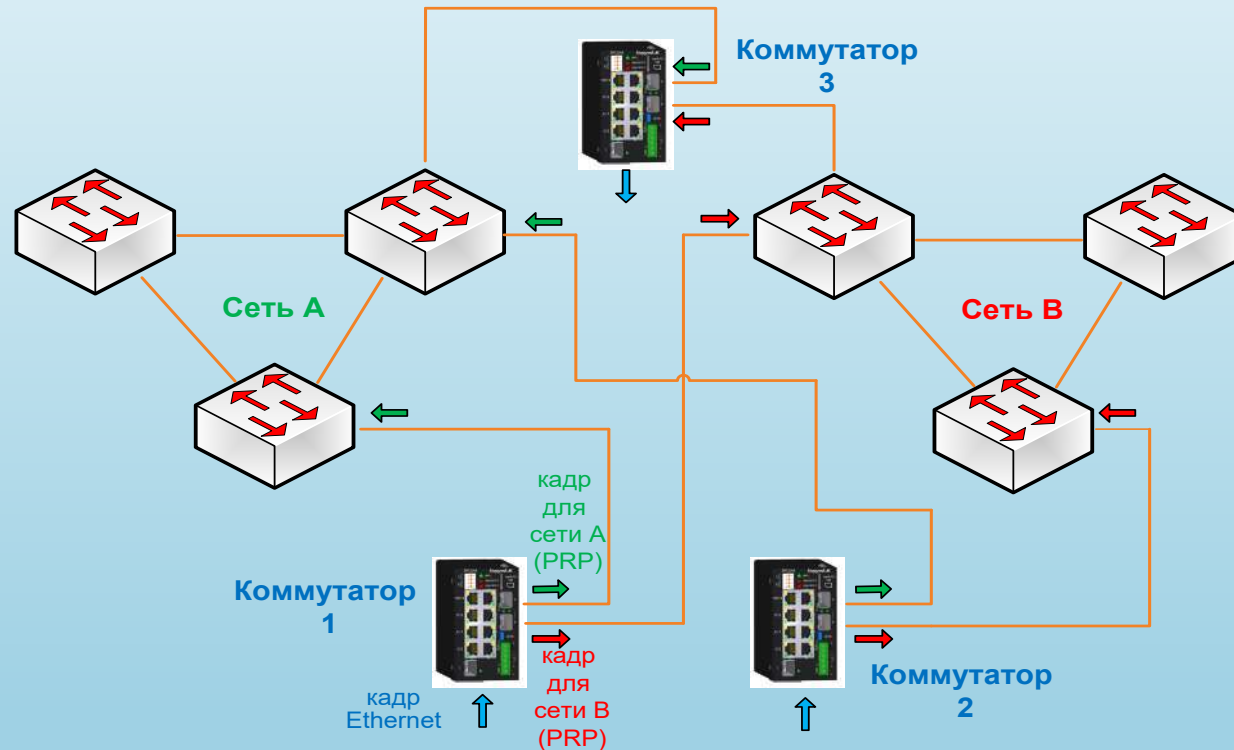 Коммутатор
3
Сеть A
Сеть B
кадр
для
сети A
(PRP)
Коммутатор
1
кадр
для
сети B
(PRP)
кадр
Ethernet
Коммутатор
2